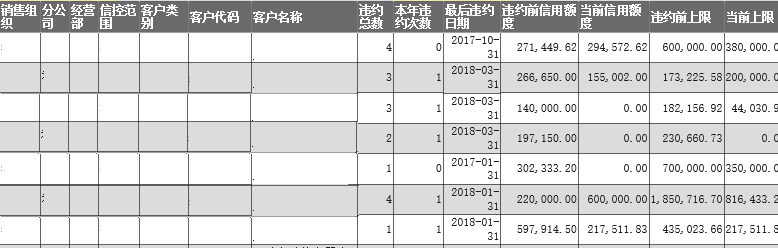 销售组织 分公司 经营部 信控范围 客户类别 客户代码 客户名称 违约总数 本年违约次数 最后违约日期 违约前信用额度 当前信用额度 违约前上限 当前上限
4 0 2017-10-31 271,449.62 294,572.62 600,000.00 380,000.00
3 1 2018-03-31 266,650.00 155,002.00 173,225.58 200,000.00
3 1 2018-03-31 140,000.00 0.00 182,156.92 44,030.9
2 1 2018-03-31 197,150.00 0.00 230,660.73 0.0
1 0 2017-01-31 302,333.20 0.00 700,000.00 350,000.00
4 1 2018-01-31 220,000.00 600,000.00 1,850,716.70 816,433.2
1 1 2018-01-31 597,914.50 217,511.83 435,023.66 217,511.8